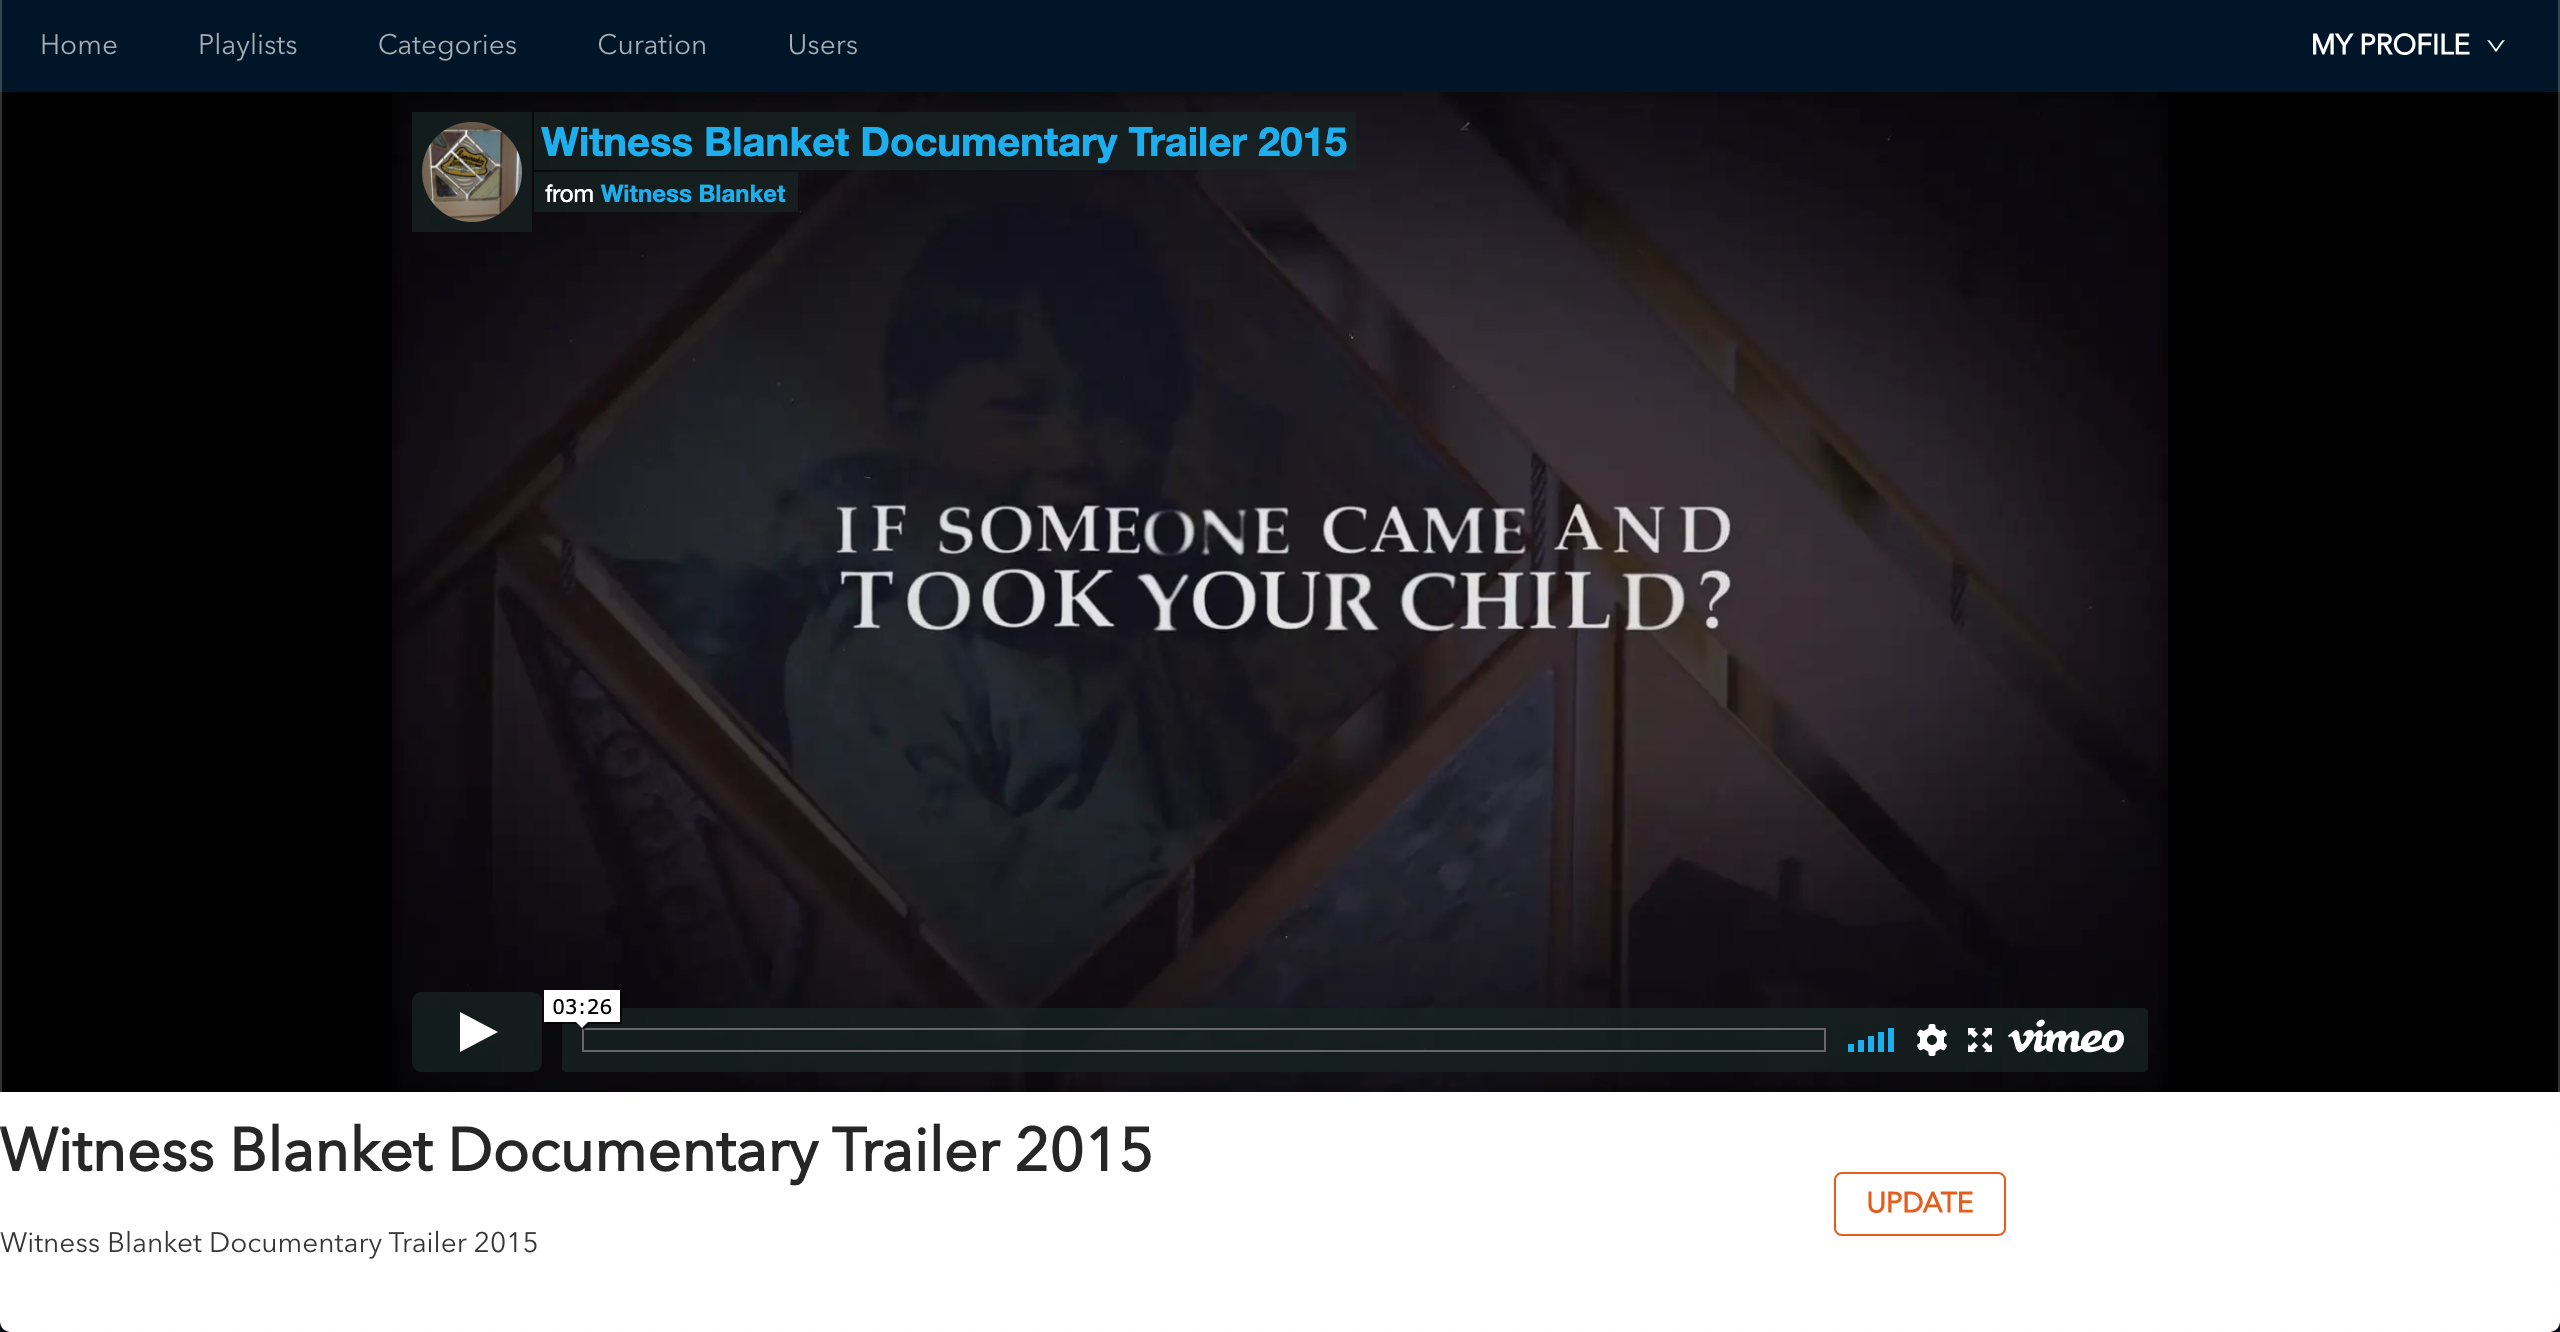 Home Playlists Categories Curation Users MY PROFILE
Witness Blanket Documentary Trailer 2015
from Witness Blanket
IF SOMEONE CAME AND
TOOK YOUR CHILD?
03:26
vimeo
Witness Blanket Documentary Trailer 2015
UPDATE
Witness Blanket Documentary Trailer 2015